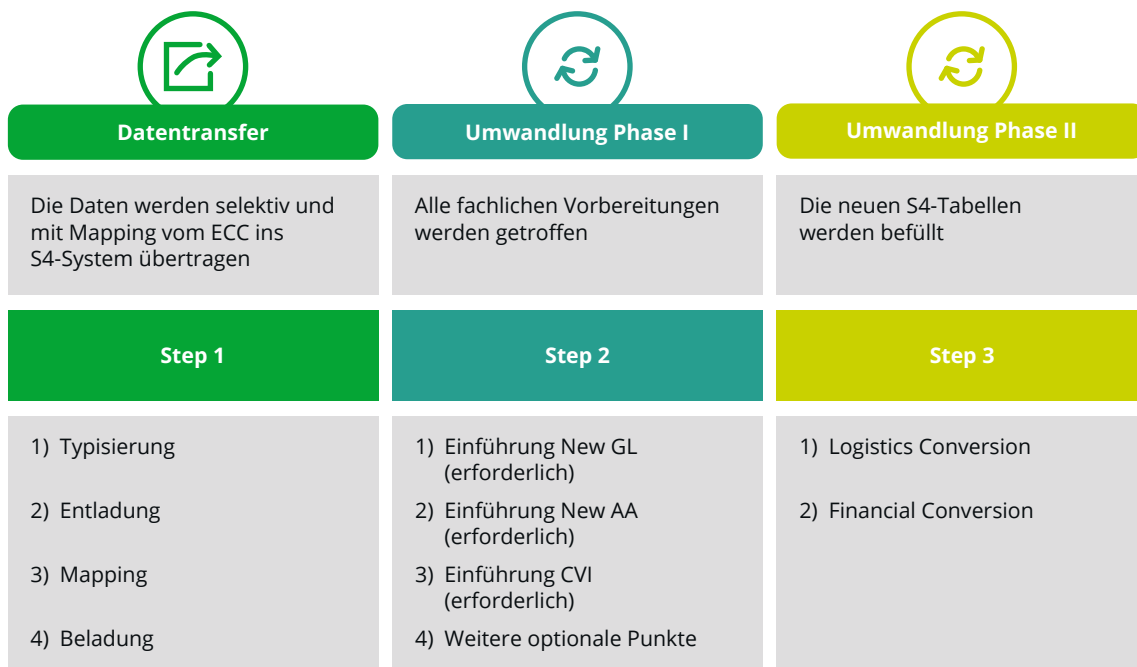 Datentransfer
Die Daten werden selektiv und
mit Mapping vom ECC ins
S4-System übertragen
Step 1
1) Typisierung
2) Entladung
3) Mapping
4) Beladung
Umwandlung Phase I
Alle fachlichen Vorbereitungen
werden getroffen
Step 2
1) Einführung New GL
(erforderlich)
2) Einführung New AA
(erforderlich)
3) Einführung CVI
(erforderlich)
4) Weitere optionale Punkte
Umwandlung Phase II
Die neuen S4-Tabellen
werden befüllt
Step 3
1) Logistics Conversion
2) Financial Conversion